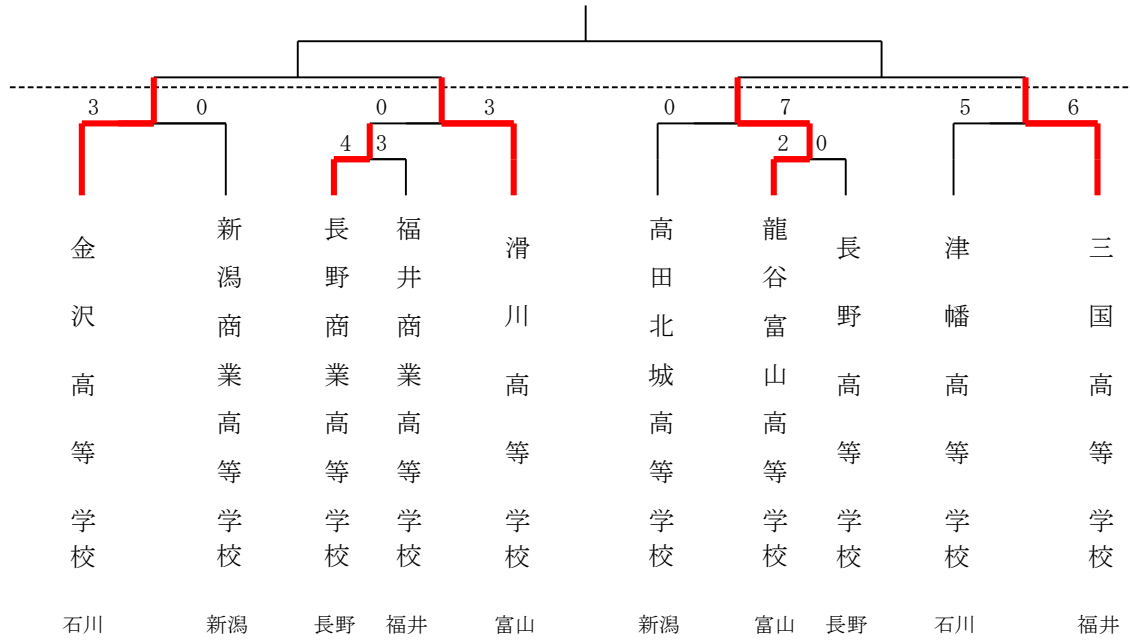 3 0 0 3 0 7 5 6
4 3 2 0
金沢高等学校
新潟商業高等学校
長野商業高等学校
福井商業高等学校
滑川高等学校
高田北城高等学校
龍谷富山高等学校
長野高等学校
津幡高等学校
三国高等学校
石川 新潟 長野 福井 富山 新潟 富山 長野 石川 福井